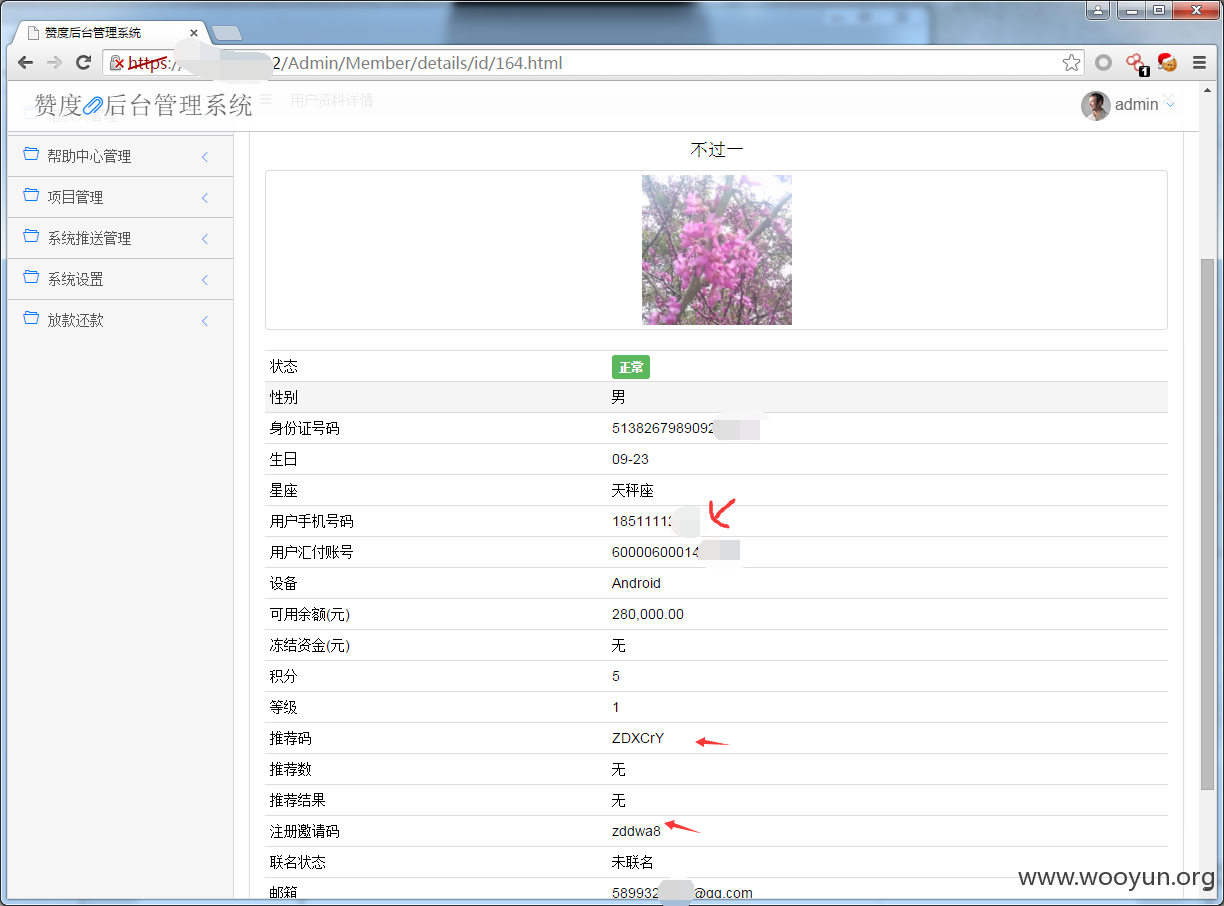 赞度后台管理系统
https://2/Admin/Member/details/id/164.html
1
赞度后台管理系统
用户资料详情
admin
帮助中心管理
项目管理
系统推送管理
系统设置
放款还款
不过一
状态 正常
性别 男
身份证号码 5138267989092
生日 09-23
星座 天秤座
用户手机号码 1851111
用户汇付账号 60000600014
设备 Android
可用余额(元) 280,000.00
冻结资金(元) 无
积分 5
等级 1
推荐码 ZDXCrY
推荐数 无
推荐结果 无
注册邀请码 zddwa8
联名状态 未联名
邮箱 589932@qq.com
www.wooyun.org